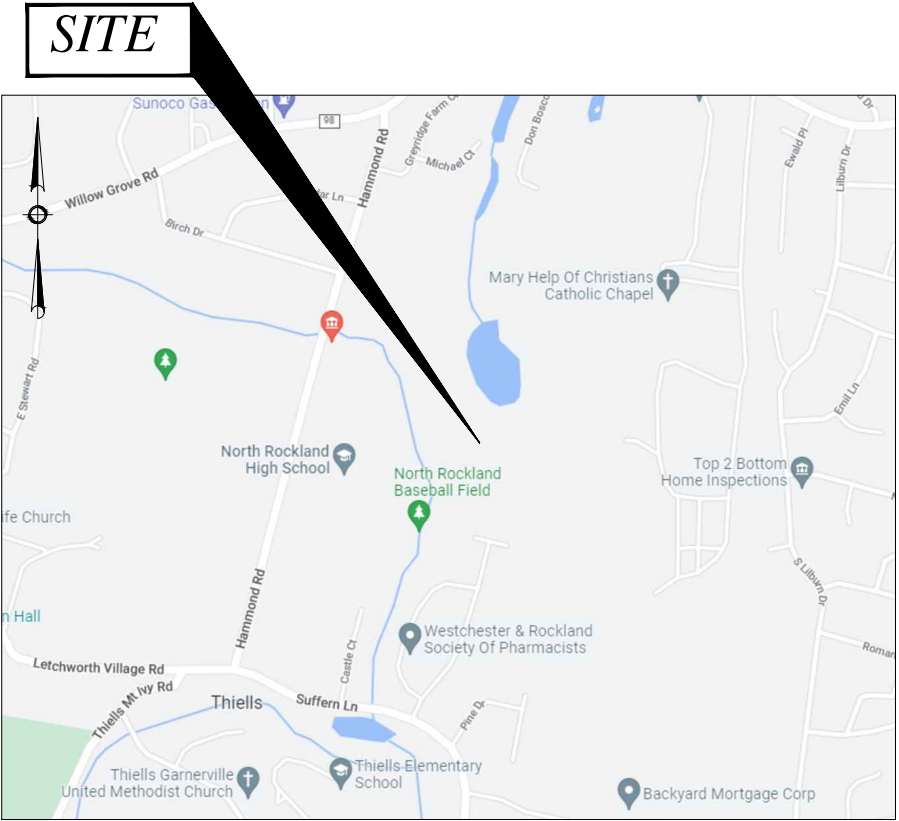 SITE
Sunoco Gas
98
Greyridge Farm
Don Bosco
Dr
Hammond Rd
Michael Ct
Ewald Pl
Lilburn Dr
Willow Grove Rd
Ln
Birch Dr
Mary Help Of Christians
Catholic Chapel
E Stewart Rd
Emil Ln
North Rockland
High School
North Rockland
Baseball Field
Top 2 Bottom
Home Inspections
ife Church
S Lilburn Dr
Hammond Rd
n Hall
Westchester & Rockland
Society Of Pharmacists
Castle Ct
Roman
Letchworth Village Rd
Thiells Mt Ivy Rd
Thiells
Suffern Ln
Pine D
Thiells Elementary
School
Thiells Garnerville
United Methodist Church
Backyard Mortgage Corp